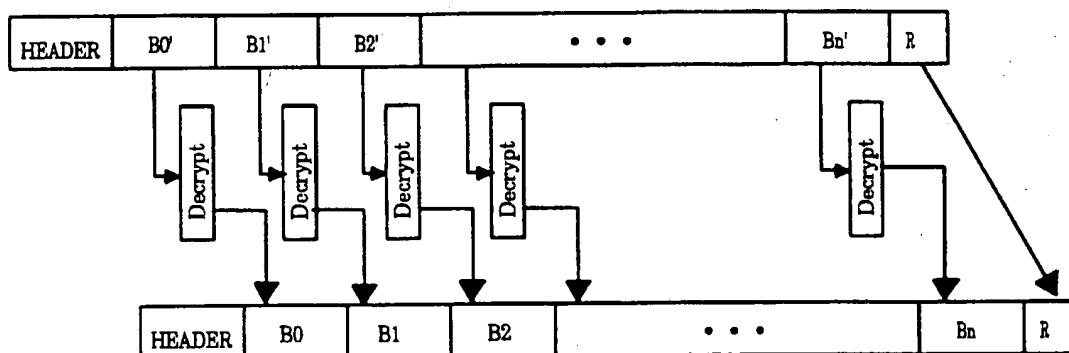 HEADER B0' B1' B2' • • • Bn' R
Decrypt Decrypt Decrypt Decrypt Decrypt
HEADER B0 B1 B2 • • • Bn R